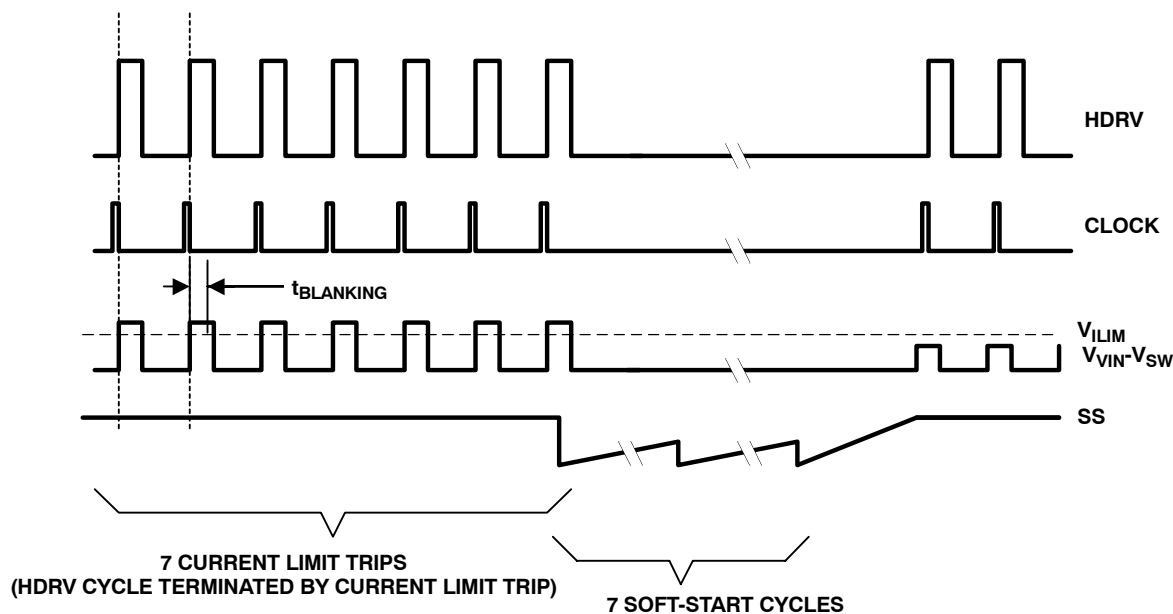 HDRV
CLOCK
tBLANKING
VILIM
VVIN-VSW
SS
7 CURRENT LIMIT TRIPS
(HDRV CYCLE TERMINATED BY CURRENT LIMIT TRIP)
7 SOFT-START CYCLES